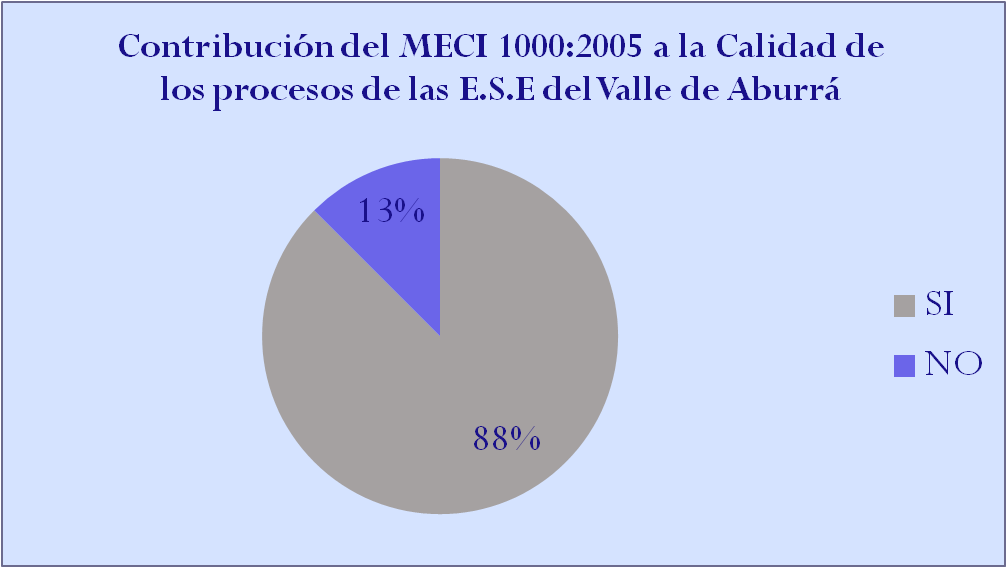 Contribución del MECI 1000:2005 a la Calidad de
los procesos de las E.S.E del Valle de Aburrá
13%
SI
NO
88%